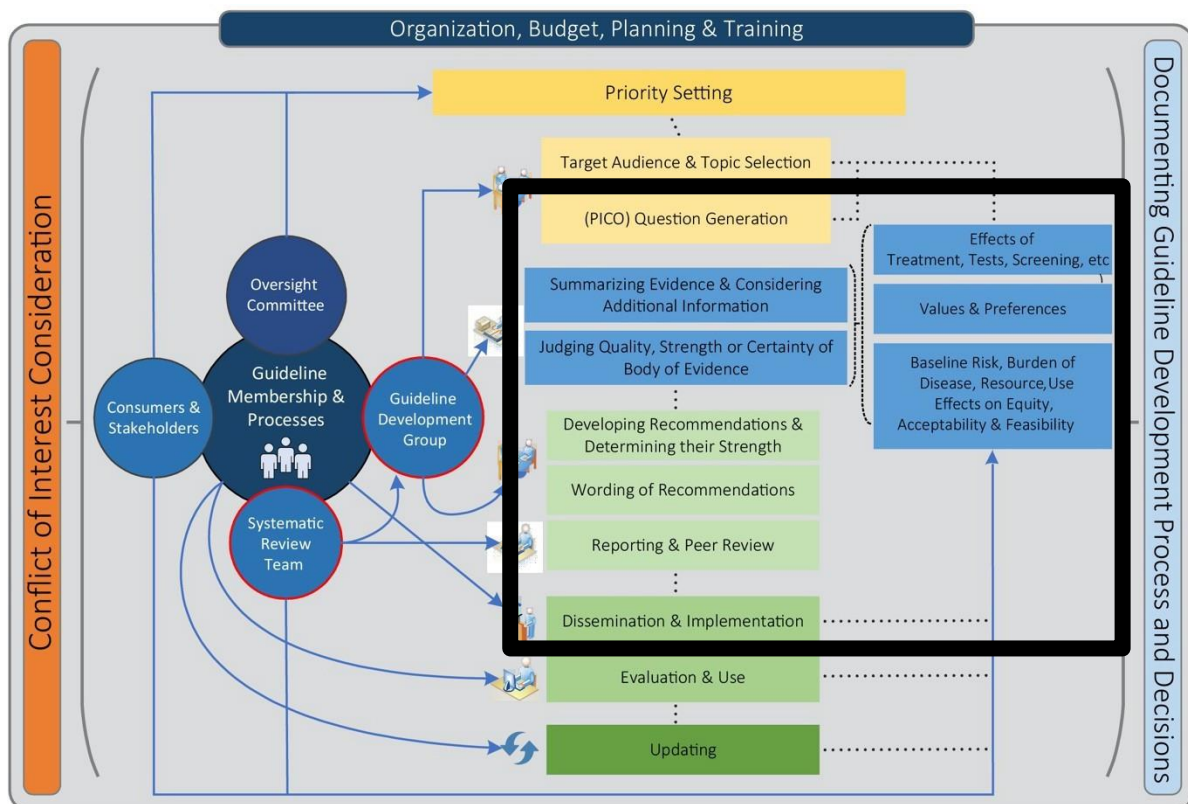 Organization, Budget, Planning & Training
Conflict of Interest Consideration
Priority Setting
Target Audience & Topic Selection
(PICO) Question Generation
Effects of
Treatment, Tests, Screening, etc
Values & Preferences
Baseline Risk, Burden of
Disease, Resource,Use
Effects on Equity,
Acceptability & Feasibility
Summarizing Evidence & Considering
Additional Information
Judging Quality, Strength or Certainty of
Body of Evidence
Oversight
Committee
Guideline
Membership &
Processes
Consumers &
Stakeholders
Guideline
Development
Group
Systematic
Review
Team
Developing Recommendations &
Determining their Strength
Wording of Recommendations
Reporting & Peer Review
Dissemination & Implementation
Evaluation & Use
Updating
Documenting Guideline Development Process and Decisions